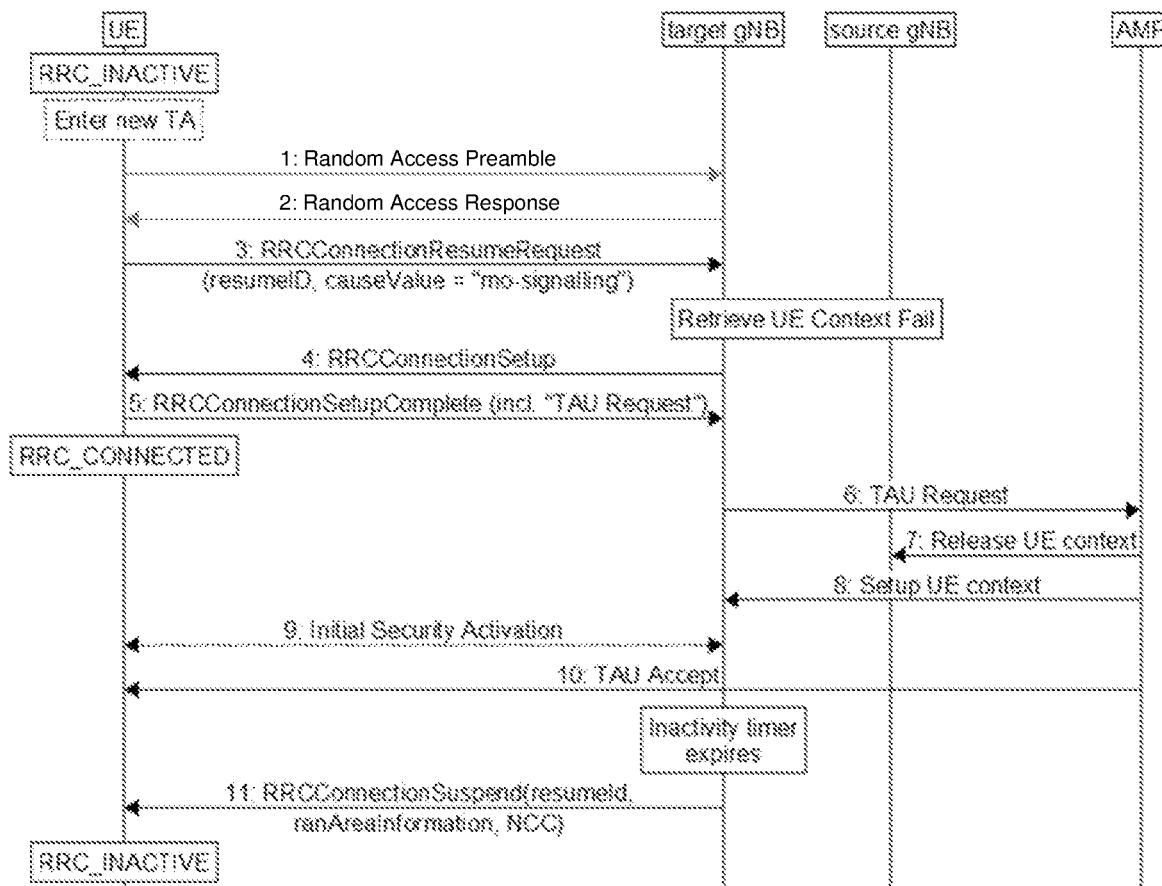 UE
target gNB
source gNB
AMF
RRC_INACTIVE
Enter new TA
1: Random Access Preamble
2: Random Access Response
3: RRCConnectionResumeRequest
(resumeID, causeValue = "mo-signalling")
Retrieve UE Context Fail
4: RRCConnectionSetup
5: RRCConnectionSetupComplete (incl. "TAU Request")
RRC_CONNECTED
6: TAU Request
7: Release UE context
8: Setup UE context
9: Initial Security Activation
10: TAU Accept
Inactivity timer
expires
11: RRCConnectionSuspend(resumeId,
ranAreaInformation, NCC)
RRC_INACTIVE